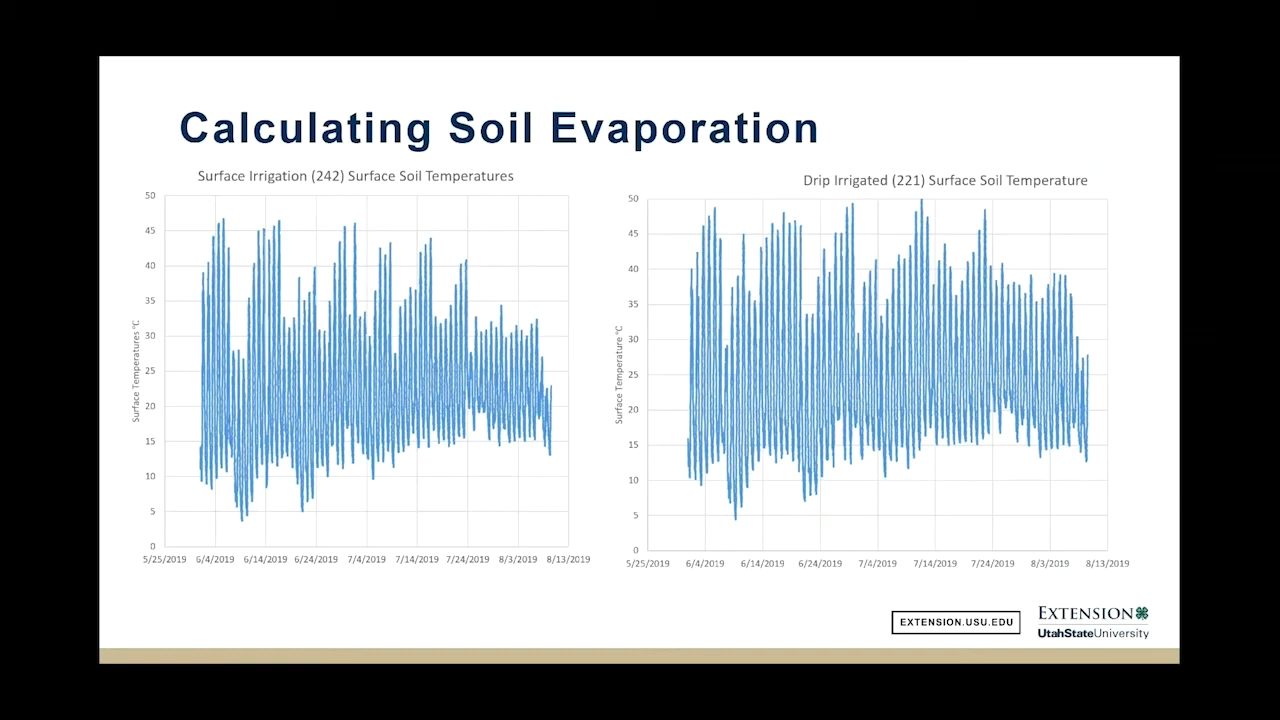 Calculating Soil Evaporation
Surface Irrigation (242) Surface Soil Temperatures
50
45
40
35
30
25
20
15
10
5
0
Surface Temperatures °C
5/25/2019 6/4/2019 6/14/2019 6/24/2019 7/4/2019 7/14/2019 7/24/2019 8/3/2019 8/13/2019
Drip Irrigated (221) Surface Soil Temperature
50
45
40
35
30
25
20
15
10
5
0
Surface Temperature °C
5/25/2019 6/4/2019 6/14/2019 6/24/2019 7/4/2019 7/14/2019 7/24/2019 8/3/2019 8/13/2019
EXTENSION.USU.EDU
EXTENSION
UtahStateUniversity